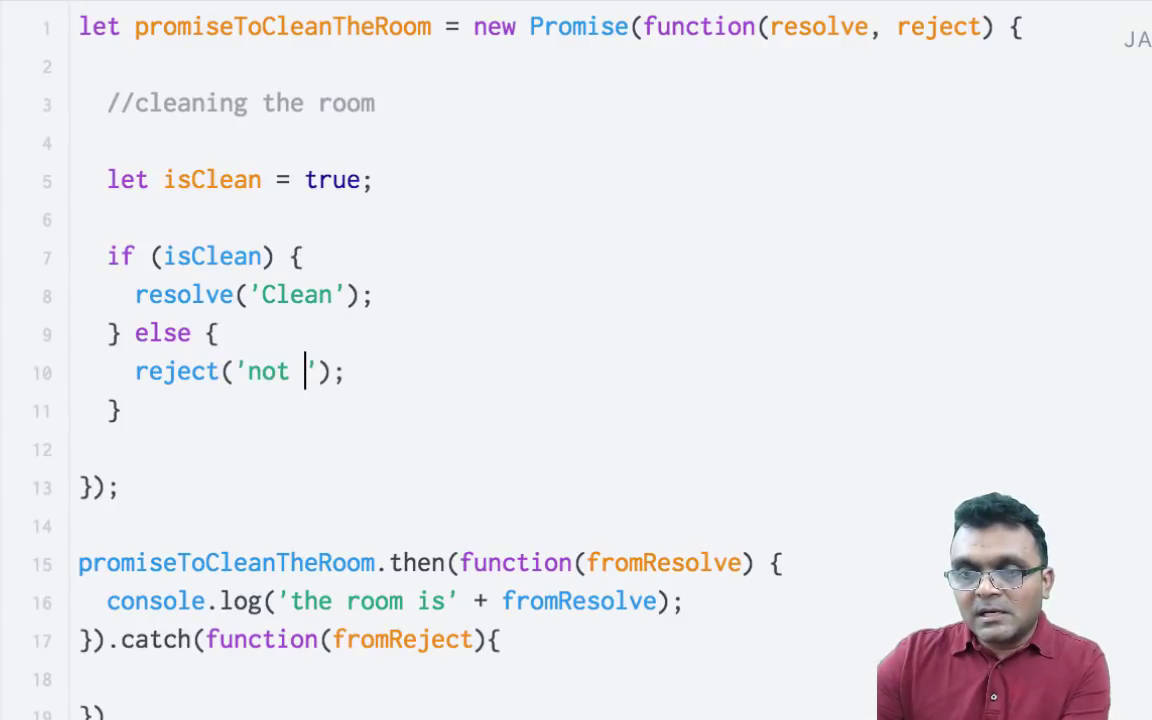 1 let promiseToCleanTheRoom = new Promise(function(resolve, reject) {
JA
2
3 //cleaning the room
4
5 let isClean = true;
6
7 if (isClean) {
8 resolve('Clean');
9 } else {
10 reject('not ');
11 }
12
13 });
14
15 promiseToCleanTheRoom.then(function(fromResolve) {
16 console.log('the room is' + fromResolve);
17 }).catch(function(fromReject){
18
19 })